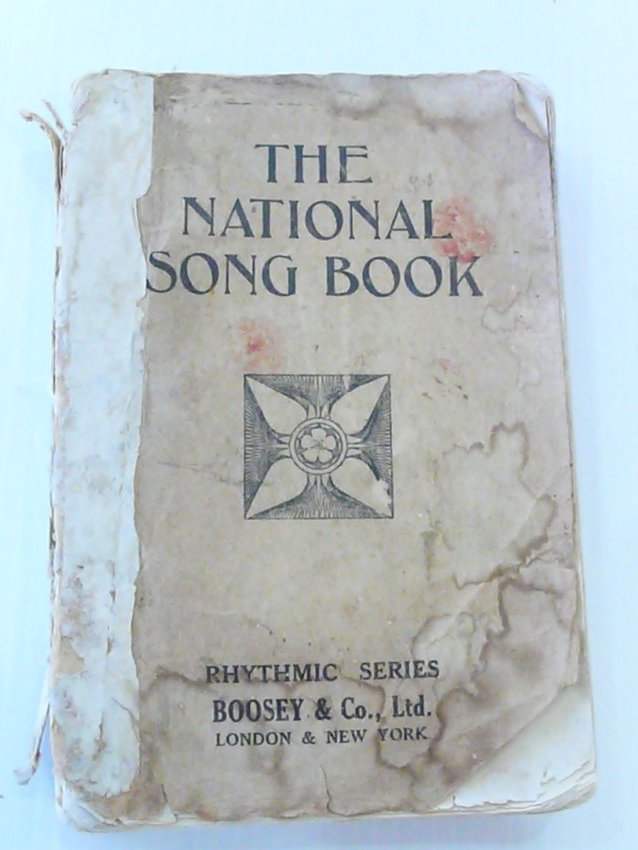 THE
NATIONAL
SONG BOOK
RHYTHMIC SERIES
BOOSEY & Co., Ltd.
LONDON & NEW YORK